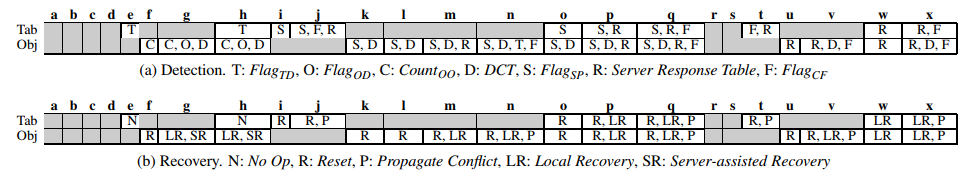 a b c d e f g h i j k l m n o p q r s t u v w x
Tab T T S S, F, R S S, R S, R, F F, R R R, F
Obj C C, O, D C, O, D S, D S, D S, D, R S, D, T, F S, D S, D, R S, D, R, F R R, D, F R, D R, D, F
(a) Detection. T: FlagTD, O: FlagOD, C: CountOO, D: DCT, S: FlagSP, R: Server Response Table, F: FlagCF
a b c d e f g h i j k l m n o p q r s t u v w x
Tab N N R R, P R R, LR R, LR, P R, P LR LR, P
Obj R LR, SR LR, SR R R R, LR R, LR, P R R, LR R, LR, P R R, LR, P LR LR, P
(b) Recovery. N: No Op, R: Reset, P: Propagate Conflict, LR: Local Recovery, SR: Server-assisted Recovery